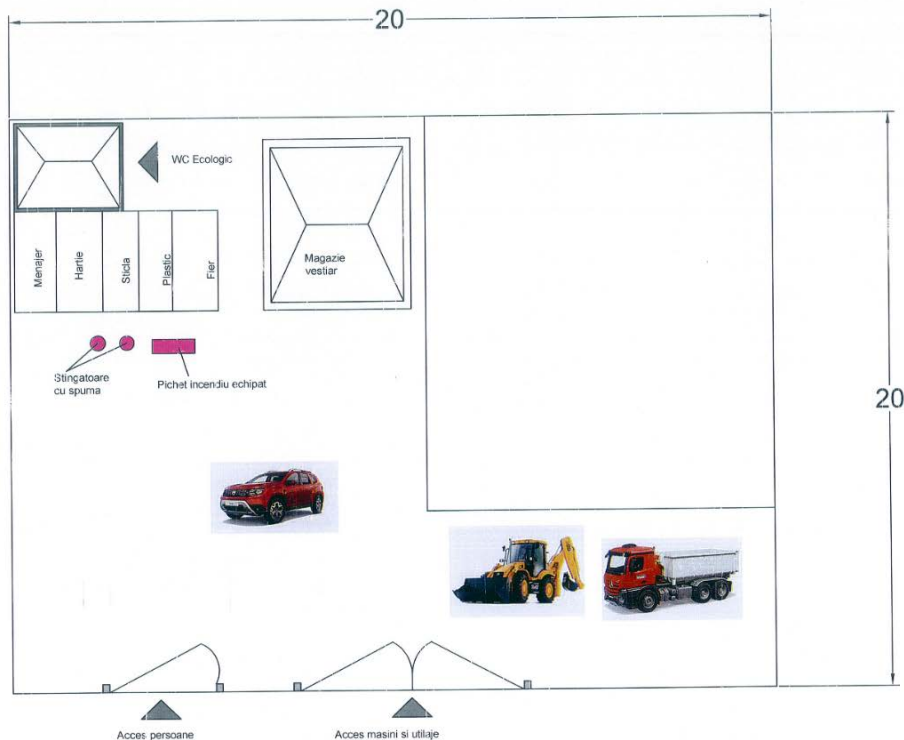 20
WC Ecologic
Menajer
Hartie
Sticla
Plastic
Fier
Magazie
vestiar
Stingatoare
cu spuma
Pichet incendiu echipat
20
Acces persoane
Acces masini si utilaje